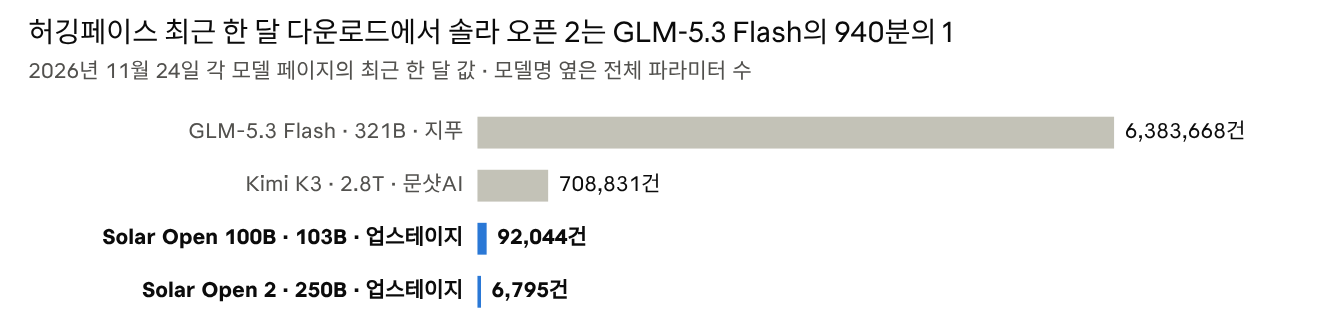 허깅페이스 최근 한 달 다운로드에서 솔라 오픈 2는 GLM-5.3 Flash의 940분의 1
2026년 11월 24일 각 모델 페이지의 최근 한 달 값 · 모델명 옆은 전체 파라미터 수
GLM-5.3 Flash · 321B · 지푸 6,383,668건
Kimi K3 · 2.8T · 문샷AI 708,831건
Solar Open 100B · 103B · 업스테이지 92,044건
Solar Open 2 · 250B · 업스테이지 6,795건